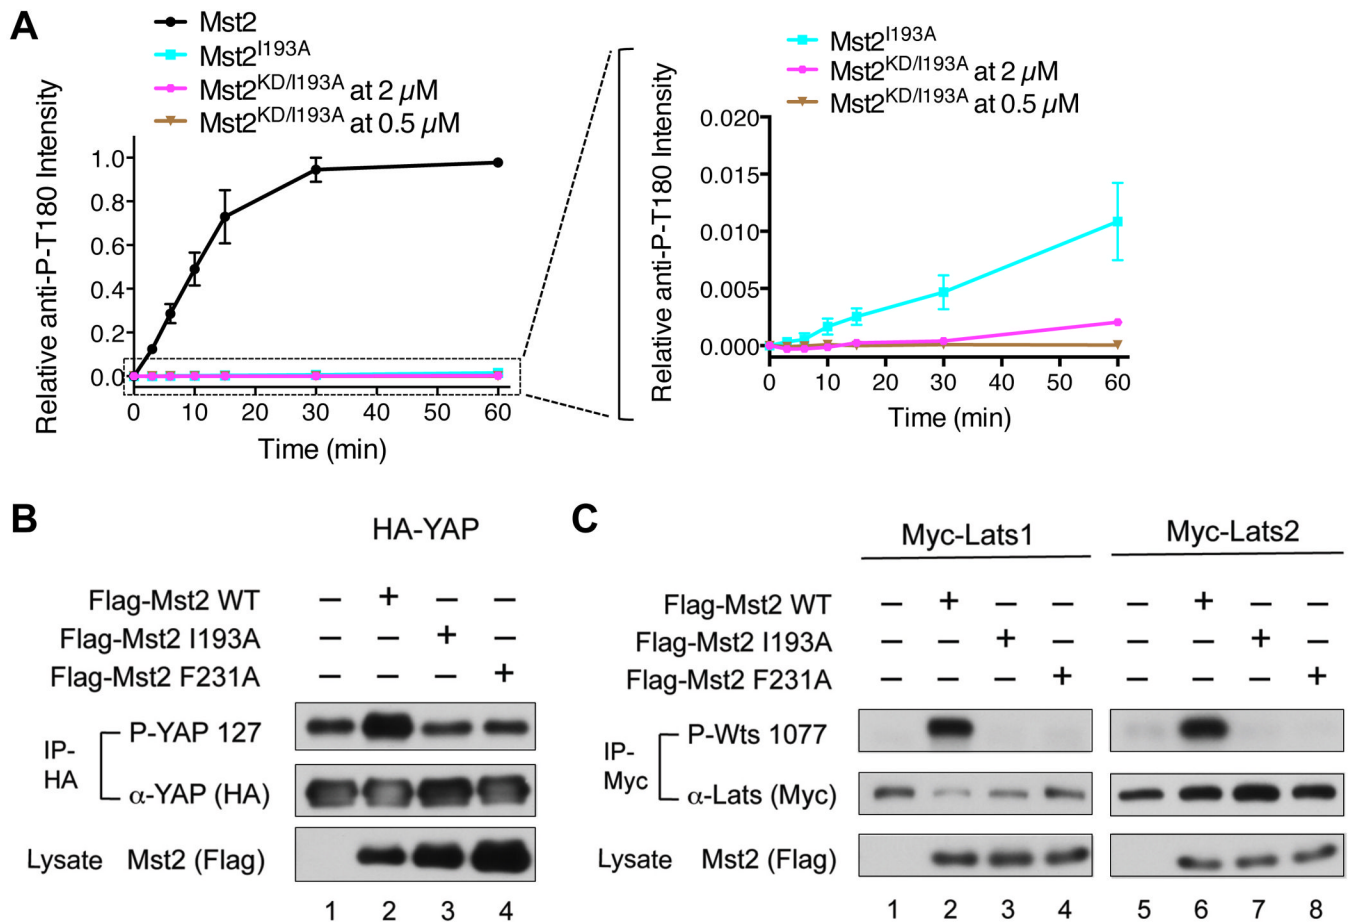 A
Mst2
Mst2I193A
Mst2KD/I193A at 2 µM
Mst2KD/I193A at 0.5 µM
Relative anti-P-T180 Intensity
1.0
0.8
0.6
0.4
0.2
0.0
0 10 20 30 40 50 60
Time (min)
Mst2I193A
Mst2KD/I193A at 2 µM
Mst2KD/I193A at 0.5 µM
Relative anti-P-T180 Intensity
0.020
0.015
0.010
0.005
0.000
0 10 20 30 40 50 60
Time (min)
B
HA-YAP
Flag-Mst2 WT – + – –
Flag-Mst2 I193A – – + –
Flag-Mst2 F231A – – – +
IP-
HA
P-YAP 127
α-YAP (HA)
Lysate Mst2 (Flag)
1 2 3 4
C
Myc-Lats1 Myc-Lats2
Flag-Mst2 WT – + – – – + – –
Flag-Mst2 I193A – – + – – – + –
Flag-Mst2 F231A – – – + – – – +
IP-
Myc
P-Wts 1077
α-Lats (Myc)
Lysate Mst2 (Flag)
1 2 3 4 5 6 7 8